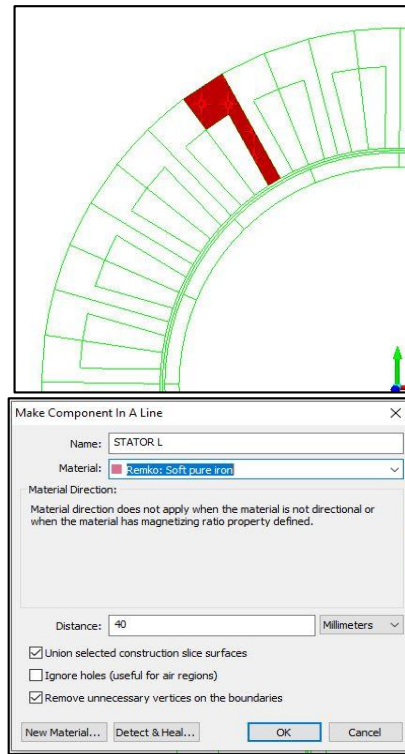 Make Component In A Line
Name: STATOR L
Material: Remko: Soft pure iron
Material Direction:
Material direction does not apply when the material is not directional or
when the material has magnetizing ratio property defined.
Distance: 40 Millimeters
Union selected construction slice surfaces
Ignore holes (useful for air regions)
Remove unnecessary vertices on the boundaries
New Material... Detect & Heal... OK Cancel